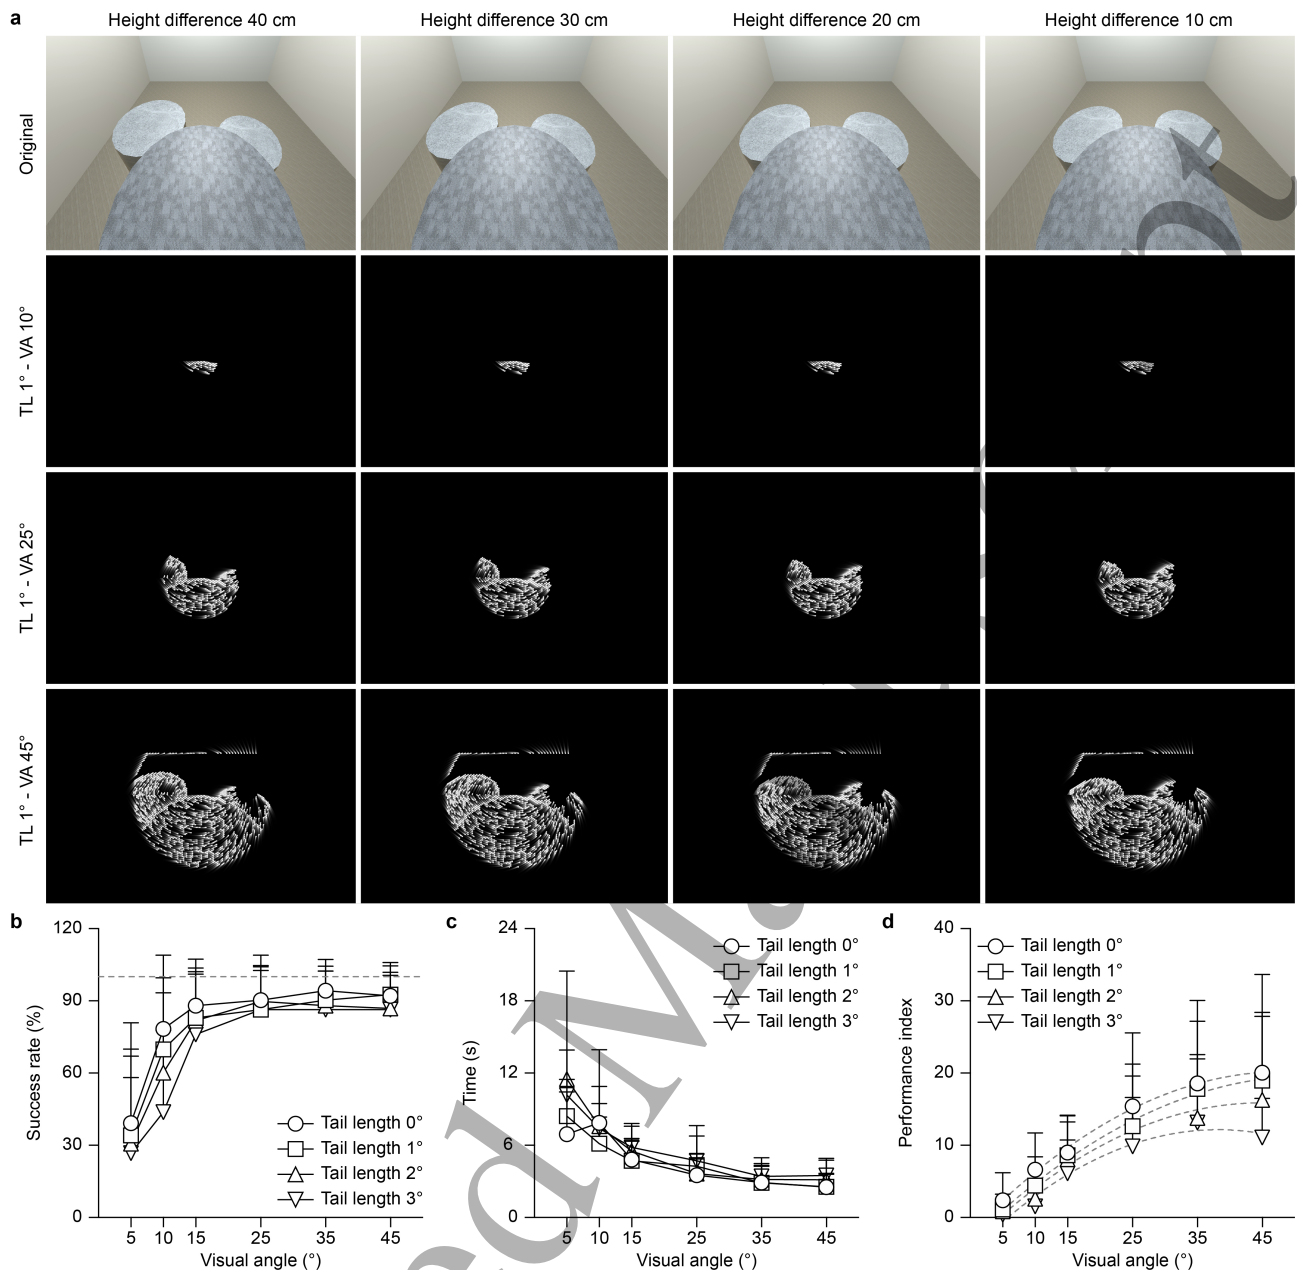 a
Height difference 40 cm
Height difference 30 cm
Height difference 20 cm
Height difference 10 cm
Original
TL 1° - VA 10°
TL 1° - VA 25°
TL 1° - VA 45°
b
120
90
60
30
0
Success rate (%)
5 10 15 25 35 45
Visual angle (°)
Tail length 0°
Tail length 1°
Tail length 2°
Tail length 3°
c
24
18
12
6
0
Time (s)
5 10 15 25 35 45
Visual angle (°)
Tail length 0°
Tail length 1°
Tail length 2°
Tail length 3°
d
40
30
20
10
0
Performance index
5 10 15 25 35 45
Visual angle (°)
Tail length 0°
Tail length 1°
Tail length 2°
Tail length 3°